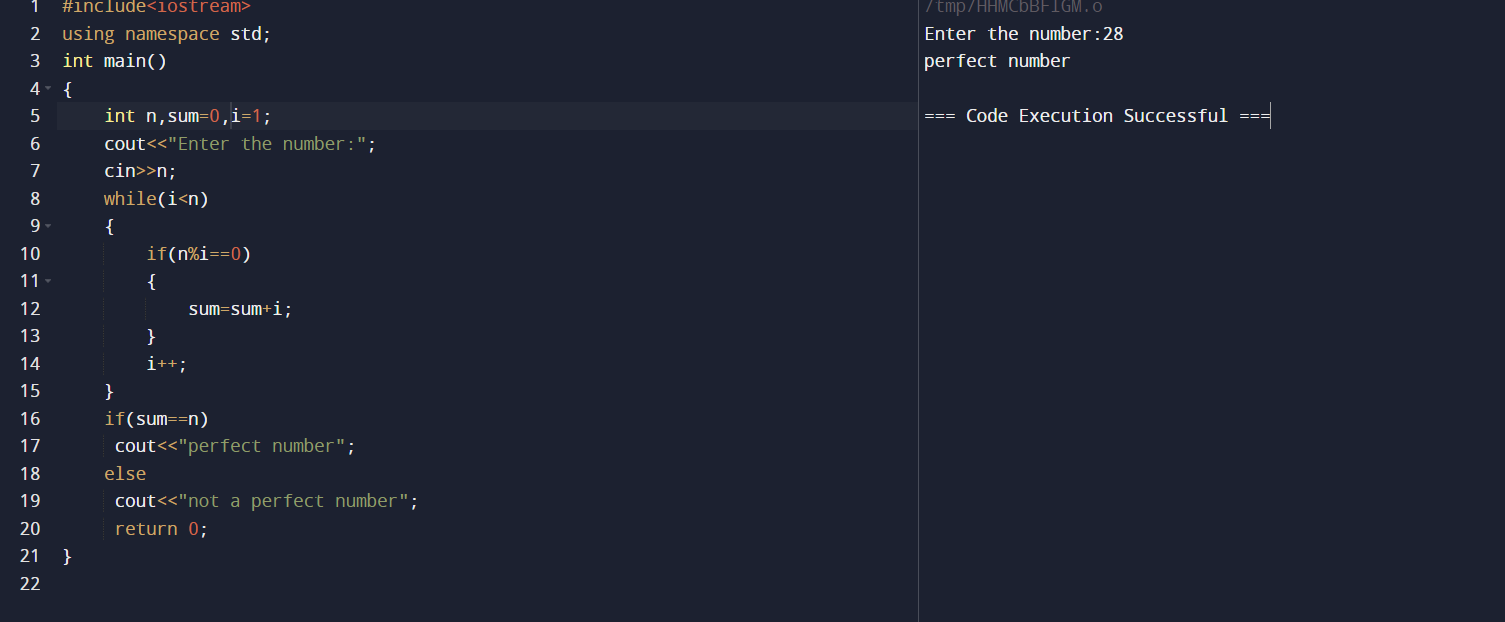 1 #include<iostream>
2 using namespace std;
3 int main()
4 {
5 int n,sum=0,i=1;
6 cout<<"Enter the number:";
7 cin>>n;
8 while(i<n)
9 {
10 if(n%i==0)
11 {
12 sum=sum+i;
13 }
14 i++;
15 }
16 if(sum==n)
17 cout<<"perfect number";
18 else
19 cout<<"not a perfect number";
20 return 0;
21 }
22
Enter the number:28
perfect number
=== Code Execution Successful ===